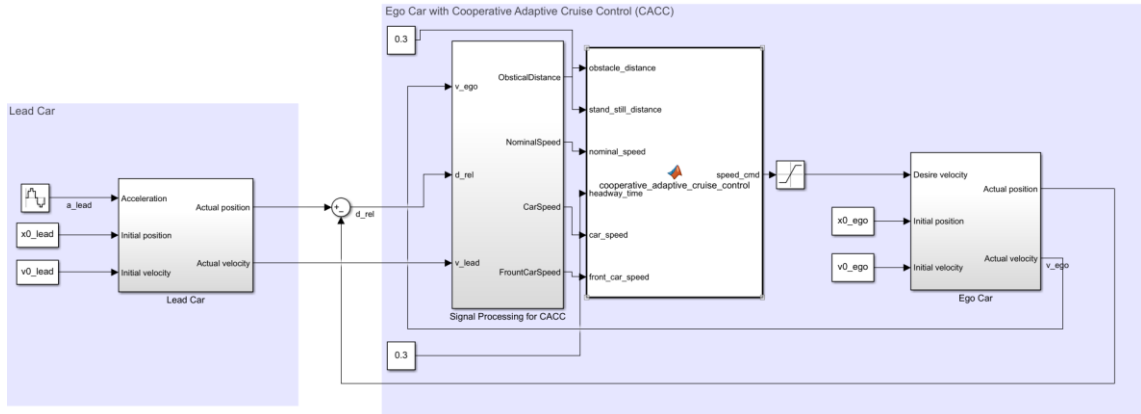 Ego Car with Cooperative Adaptive Cruise Control (CACC)
0.3
ObsticalDistance
obstacle_distance
v_ego
stand_still_distance
NominalSpeed
nominal_speed
d_rel
speed_cmd
cooperative_adaptive_cruise_control
headway_time
CarSpeed
car_speed
v_lead
FrountCarSpeed
front_car_speed
Signal Processing for CACC
0.3
Desire velocity
Actual position
x0_ego
Initial position
v0_ego
Initial velocity
Actual velocity
v_ego
Ego Car
Lead Car
a_lead
Acceleration
Actual position
x0_lead
Initial position
v0_lead
Initial velocity
Actual velocity
Lead Car
+
-
d_rel